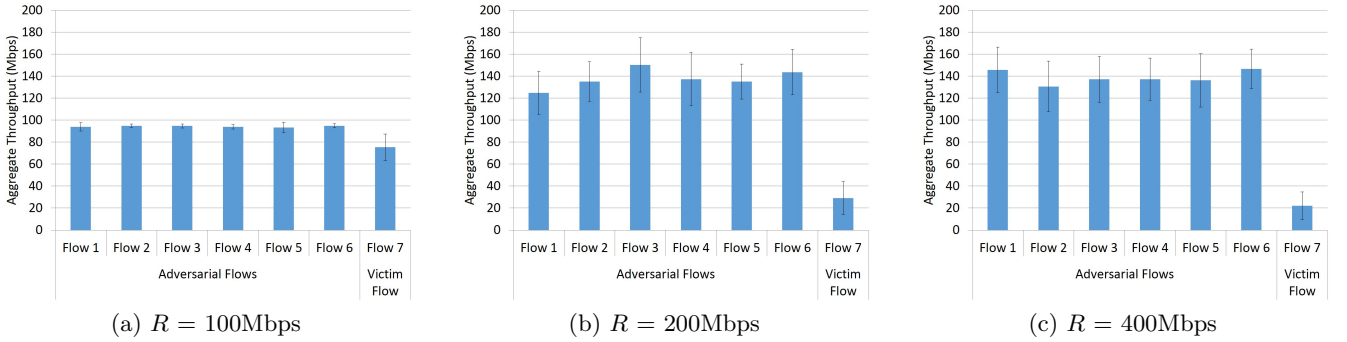 Aggregate Throughput (Mbps)
200
180
160
140
120
100
80
60
40
20
0
Flow 1 Flow 2 Flow 3 Flow 4 Flow 5 Flow 6 Flow 7
Adversarial Flows Victim
Flow
(a) R = 100Mbps
Aggregate Throughput (Mbps)
200
180
160
140
120
100
80
60
40
20
0
Flow 1 Flow 2 Flow 3 Flow 4 Flow 5 Flow 6 Flow 7
Adversarial Flows Victim
Flow
(b) R = 200Mbps
Aggregate Throughput (Mbps)
200
180
160
140
120
100
80
60
40
20
0
Flow 1 Flow 2 Flow 3 Flow 4 Flow 5 Flow 6 Flow 7
Adversarial Flows Victim
Flow
(c) R = 400Mbps